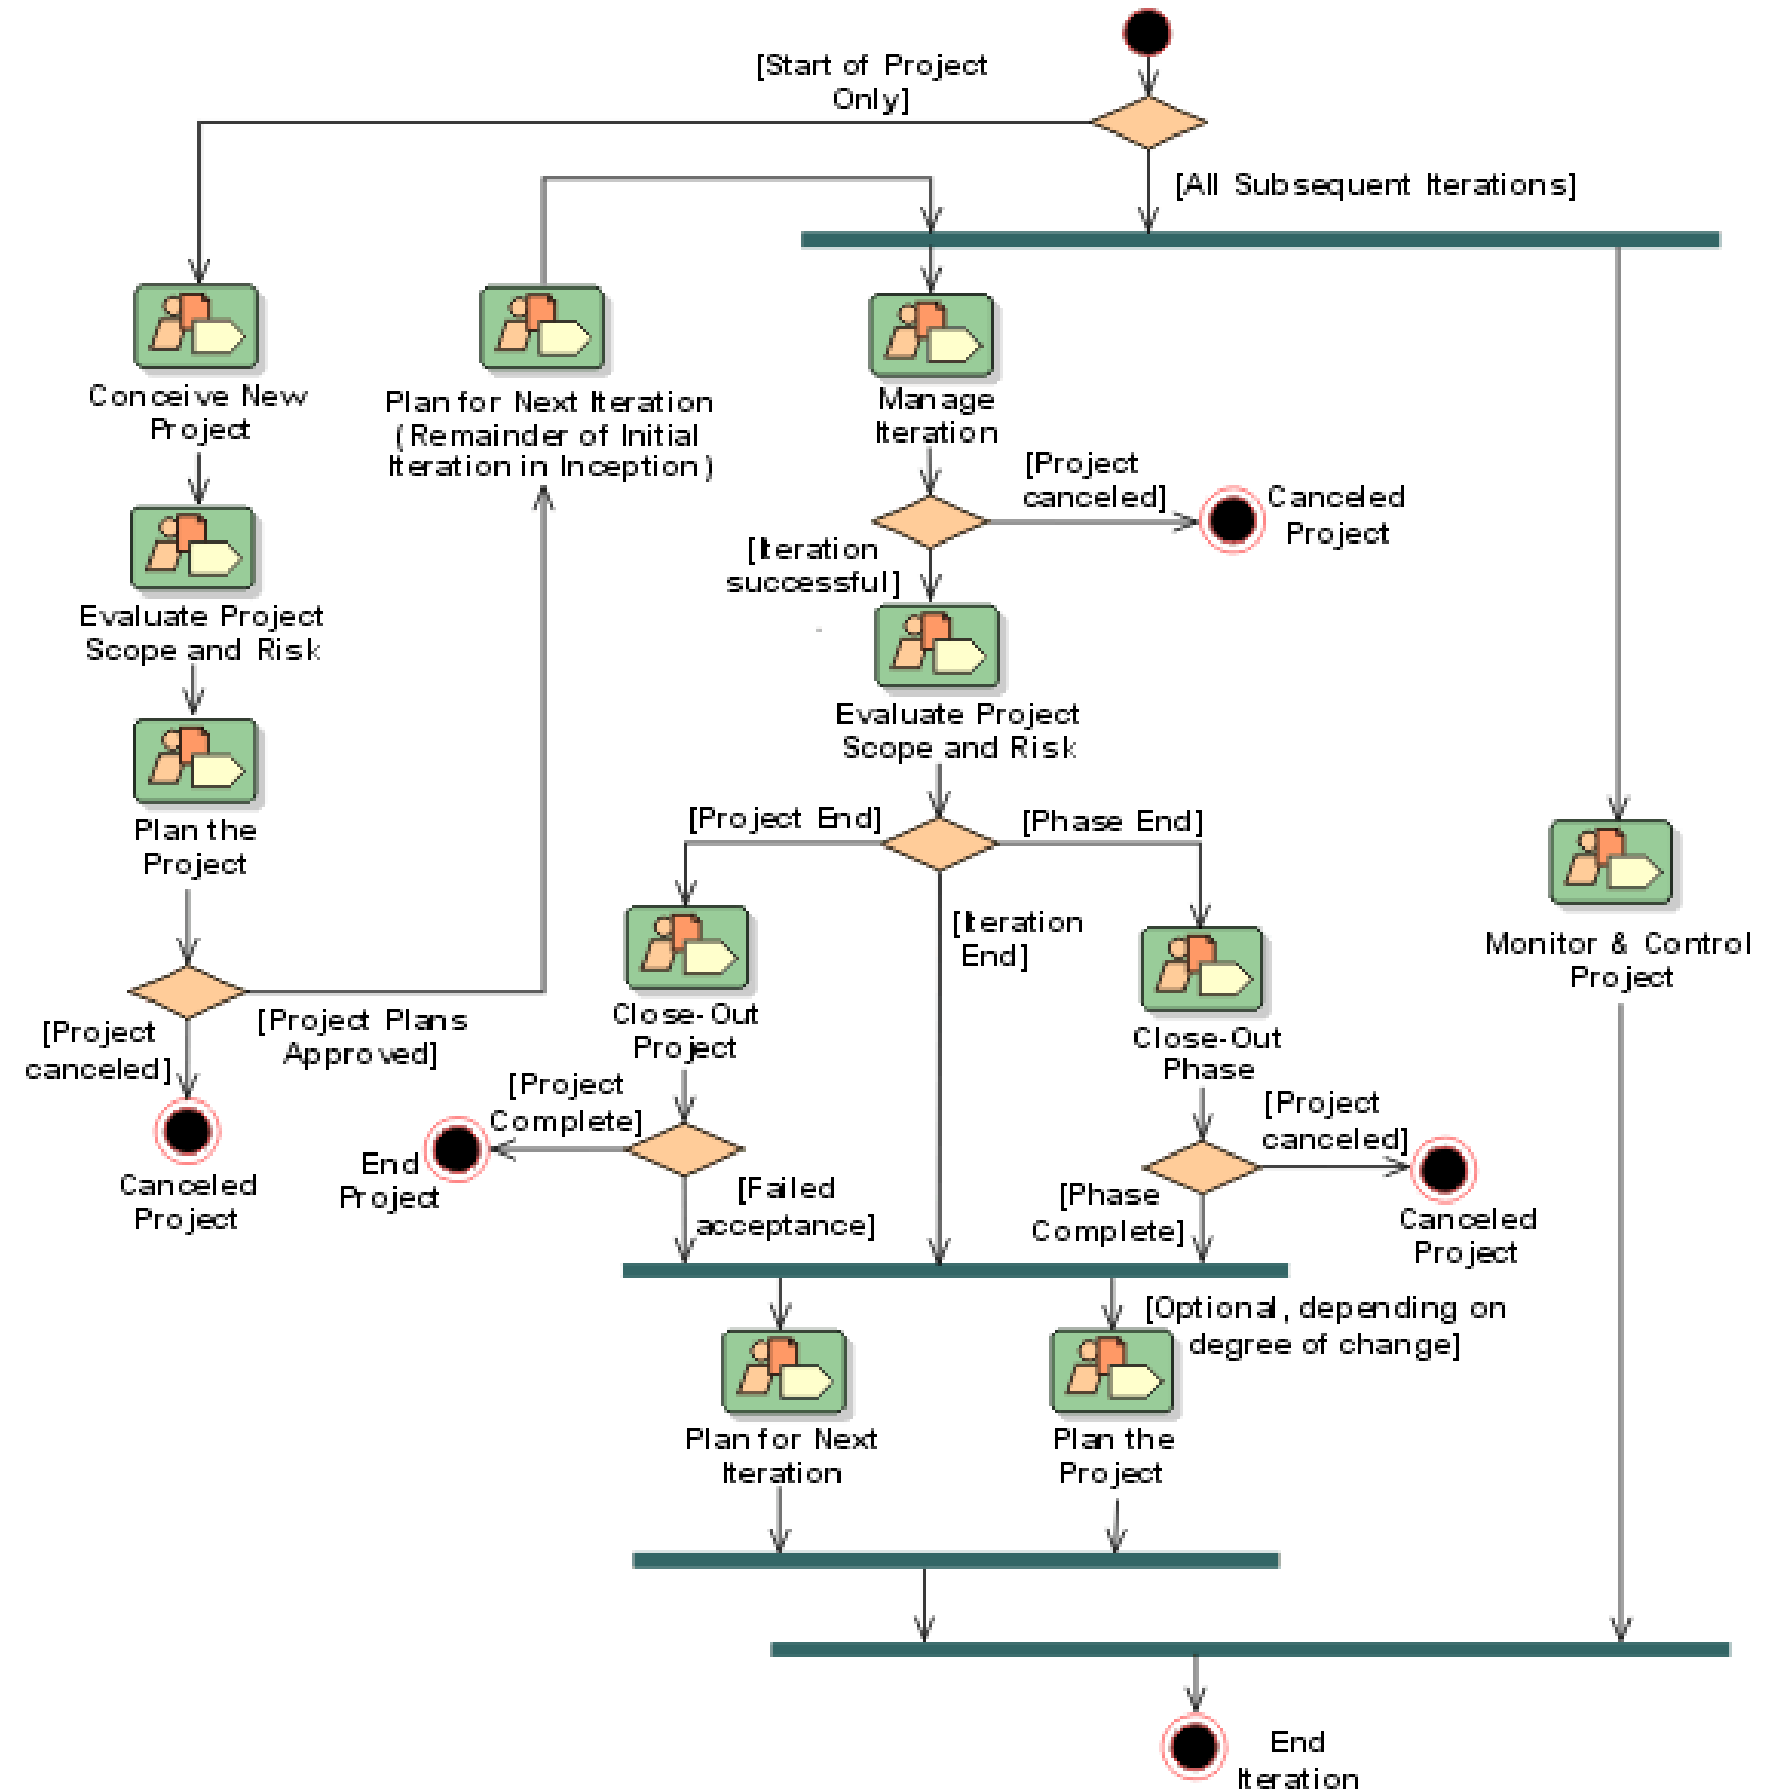 [Start of Project
Only]
[All Subsequent Iterations]
Conceive New
Project
Plan for Next Iteration
(Remainder of Initial
Iteration in Inception)
Manage
Iteration
[Project
canceled]
Canceled
Project
[Iteration
successful]
Evaluate Project
Scope and Risk
Evaluate Project
Scope and Risk
Plan the
Project
[Project End]
[Phase End]
[Iteration
End]
Monitor & Control
Project
Close-Out
Project
Close-Out
Phase
[Project
canceled]
[Project Plans
Approved]
Canceled
Project
[Project
Complete]
End
Project
[Failed
acceptance]
[Project
canceled]
[Phase
Complete]
Canceled
Project
[Optional, depending on
degree of change]
Plan for Next
Iteration
Plan the
Project
End
Iteration